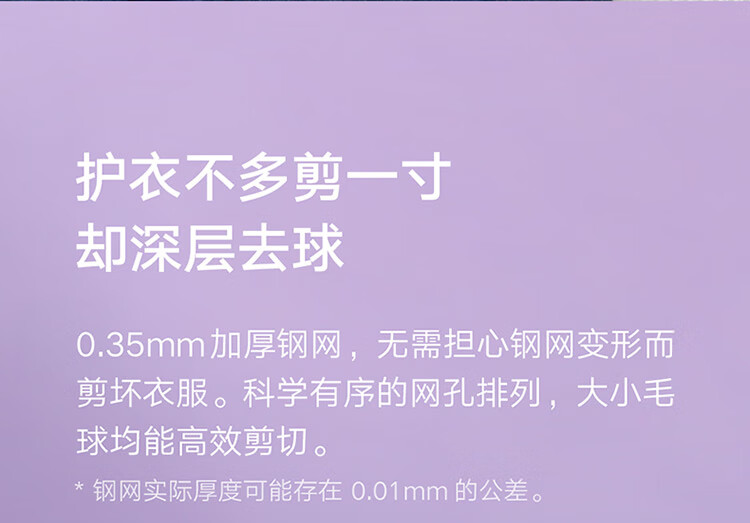 护衣不多剪一寸
却深层去球
0.35mm加厚钢网，无需担心钢网变形而
剪坏衣服。科学有序的网孔排列，大小毛
球均能高效剪切。
* 钢网实际厚度可能存在 0.01mm 的公差。